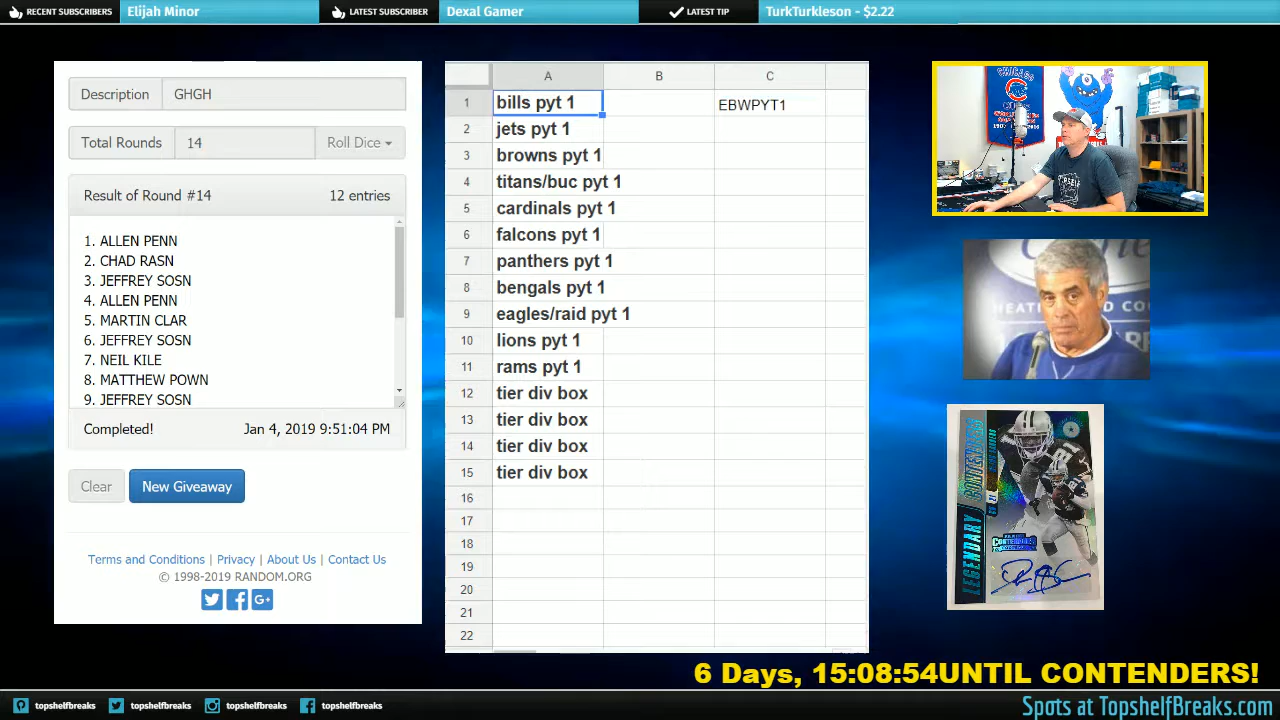 RECENT SUBSCRIBERS
Elijah Minor
LATEST SUBSCRIBER
Dexal Gamer
LATEST TIP
TurkTurkleson - $2.22
Description GHGH
Total Rounds 14 Roll Dice
Result of Round #14 12 entries
1. ALLEN PENN
2. CHAD RASN
3. JEFFREY SOSN
4. ALLEN PENN
5. MARTIN CLAR
6. JEFFREY SOSN
7. NEIL KILE
8. MATTHEW POWN
9. JEFFREY SOSN
Completed! Jan 4, 2019 9:51:04 PM
Clear New Giveaway
Terms and Conditions | Privacy | About Us | Contact Us
© 1998-2019 RANDOM.ORG
A B C
1 bills pyt 1 EBWPYT1
2 jets pyt 1
3 browns pyt 1
4 titans/buc pyt 1
5 cardinals pyt 1
6 falcons pyt 1
7 panthers pyt 1
8 bengals pyt 1
9 eagles/raid pyt 1
10 lions pyt 1
11 rams pyt 1
12 tier div box
13 tier div box
14 tier div box
15 tier div box
16
17
18
19
20
21
22
CHICAGO
LEGENDARY
CONTENDERS
6 Days, 15:08:54UNTIL CONTENDERS!
topshelfbreaks
topshelfbreaks
topshelfbreaks
topshelfbreaks
Spots at TopshelfBreaks.com